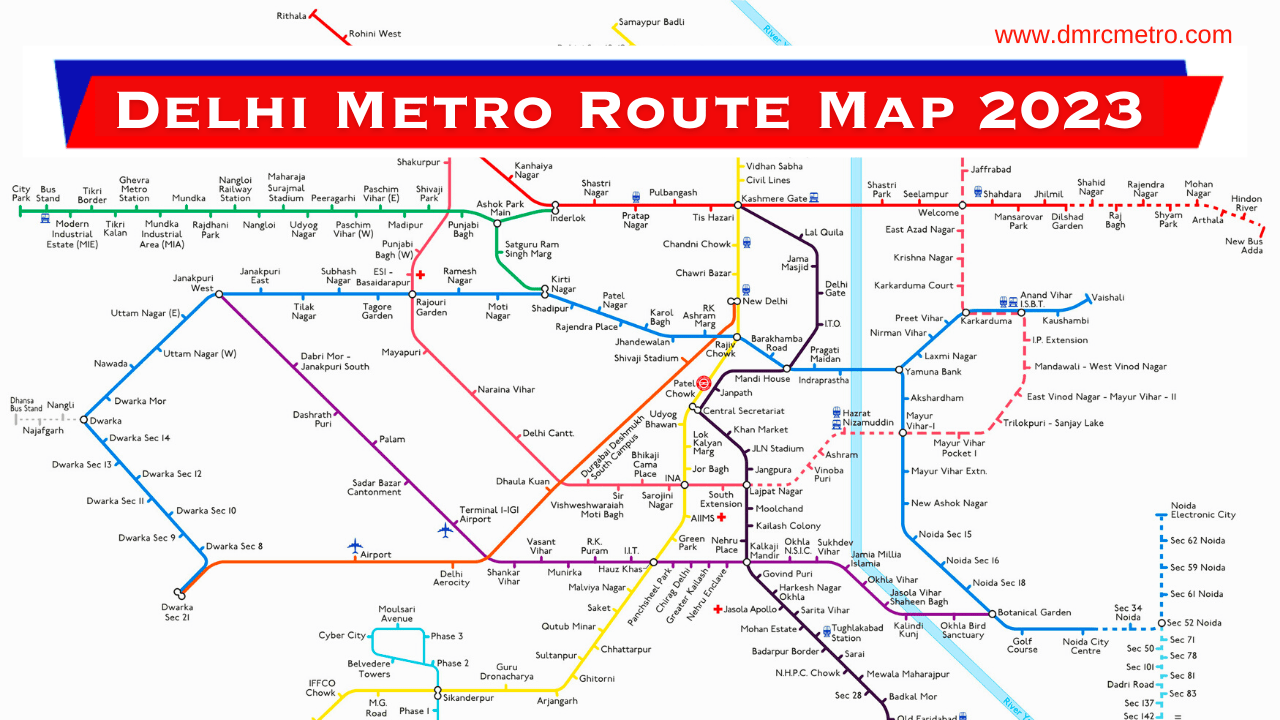 Rithala
Rohini West
Samaypur Badli
River Y
www.dmrcmetro.com
Delhi Metro Route Map 2023
Shakurpur
Kanhaiya
Nagar
Vidhan Sabha
Civil Lines
Jaffrabad
City
Park
Bus
Stand
Tikri
Border
Ghevra
Metro
Station
Mundka
Nangloi
Railway
Station
Maharaja
Surajmal
Stadium
Peeragarhi
Paschim
Vihar (E)
Shivaji
Park
Ashok Park
Main
Inderlok
Shastri
Nagar
Pulbangash
Pratap
Nagar
Tis Hazari
Kashmere Gate
Shastri
Park
Seelampur
Welcome
Shahdara
Jhilmil
Mansarovar
Park
Dilshad
Garden
Shahid
Nagar
Raj
Bagh
Rajendra
Nagar
Shyam
Park
Mohan
Nagar
Arthala
Hindon
River
New Bus
Adda
Modern
Industrial
Estate (MIE)
Tikri
Kalan
Mundka
Industrial
Area (MIA)
Rajdhani
Park
Nangloi
Udyog
Nagar
Paschim
Vihar (W)
Madipur
Punjabi
Bagh
Punjabi
Bagh (W)
Satguru Ram
Singh Marg
Chandni Chowk
Chawri Bazar
New Delhi
Lal Quila
Jama
Masjid
Delhi
Gate
I.T.O.
East Azad Nagar
Krishna Nagar
Karkarduma Court
Karkarduma
Anand Vihar
I.S.B.T.
Vaishali
Kaushambi
Janakpuri
West
Janakpuri
East
Tilak
Nagar
Subhash
Nagar
Tagore
Garden
ESI -
Basaidarapur
Rajouri
Garden
Ramesh
Nagar
Moti
Nagar
Kirti
Nagar
Shadipur
Patel
Nagar
Rajendra Place
Karol
Bagh
Jhandewalan
RK
Ashram
Marg
Rajiv
Chowk
Barakhamba
Road
Mandi House
Pragati
Maidan
Indraprastha
Yamuna Bank
Laxmi Nagar
Nirman Vihar
Preet Vihar
I.P. Extension
Mandawali - West Vinod Nagar
East Vinod Nagar - Mayur Vihar - II
Trilokpuri - Sanjay Lake
Mayur Vihar
Pocket I
Uttam Nagar (E)
Uttam Nagar (W)
Nawada
Dwarka Mor
Dwarka
Dhansa
Bus Stand
Nangli
Najafgarh
Dwarka Sec 14
Dwarka Sec 13
Dwarka Sec 12
Dwarka Sec 11
Dwarka Sec 10
Dwarka Sec 9
Dwarka Sec 8
Dwarka
Sec 21
Dabri Mor -
Janakpuri South
Dashrath
Puri
Palam
Sadar Bazar
Cantonment
Terminal I-IGI
Airport
Shankar
Vihar
Airport
Delhi
Aerocity
Mayapuri
Naraina Vihar
Delhi Cantt.
Dhaula Kuan
Durgabai Deshmukh
South Campus
Shivaji Stadium
Patel
Chowk
Janpath
Central Secretariat
Udyog
Bhawan
Khan Market
Lok
Kalyan
Marg
JLN Stadium
Jor Bagh
Jangpura
INA
Lajpat Nagar
Sir
Vishweshwaraiah
Moti Bagh
Bhikaji
Cama
Place
Sarojini
Nagar
South
Extension
Vinoba
Puri
Ashram
Hazrat
Nizamuddin
Akshardham
Mayur
Vihar-I
Mayur Vihar Extn.
New Ashok Nagar
Noida Sec 15
Noida Sec 16
Noida Sec 18
Botanical Garden
Golf
Course
Noida City
Centre
Sec 34
Noida
Sec 52 Noida
Sec 61 Noida
Sec 59 Noida
Sec 62 Noida
Noida
Electronic City
AIIMS
Moolchand
Kailash Colony
Green
Park
Nehru
Place
Kalkaji
Mandir
Vasant
Vihar
Munirka
R.K.
Puram
I.I.T.
Hauz Khas
Panchsheel Park
Chirag Delhi
Greater Kailash
Nehru Enclave
Okhla
N.S.I.C.
Sukhdev
Vihar
Jamia Millia
Islamia
Okhla Vihar
Jasola Vihar
Shaheen Bagh
Kalindi
Kunj
Okhla Bird
Sanctuary
Malviya Nagar
Saket
Qutub Minar
Chhattarpur
Sultanpur
Ghitorni
Arjangarh
Guru
Dronacharya
Sikanderpur
M.G.
Road
IFFCO
Chowk
Moulsari
Avenue
Cyber City
Phase 3
Belvedere
Towers
Phase 2
Phase 1
Govind Puri
Harkesh Nagar
Okhla
Jasola Apollo
Sarita Vihar
Mohan Estate
Tughlakabad
Station
Badarpur Border
Sarai
N.H.P.C. Chowk
Mewala Maharajpur
Sec 28
Badkal Mor
Old Faridabad
River Y
Sec 71
Sec 50
Sec 78
Sec 101
Sec 81
Dadri Road
Sec 83
Sec 137
Sec 142